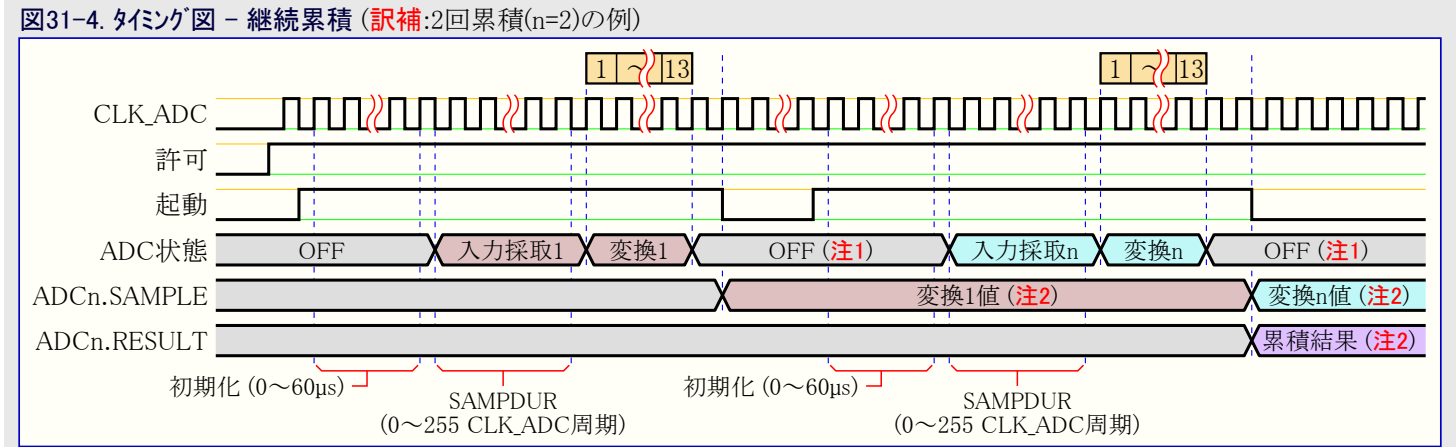 図31-4. タイミング図 - 継続累積 (訳補:2回累積(n=2)の例)
1 ~ 13 1 ~ 13
CLK_ADC
許可
起動
ADC状態 OFF 入力採取1 変換1 OFF (注1) 入力採取n 変換n OFF (注1)
ADCn.SAMPLE 変換1値 (注2) 変換n値 (注2)
ADCn.RESULT 累積結果 (注2)
初期化 (0～60µs) 初期化 (0～60µs)
SAMPDUR SAMPDUR
(0～255 CLK_ADC周期) (0～255 CLK_ADC周期)